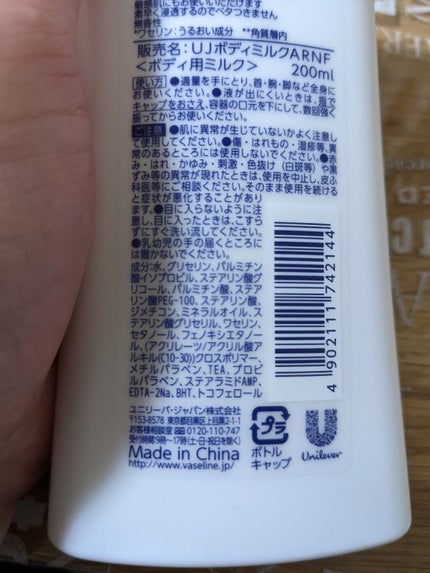 敏感肌にもお使いいただけます
素早く浸透するのでベタつきません
無香性
*ワセリン:うるおい成分 **角質層内
販売名:UJボディミルクARNF
<ボディ用ミルク> 200ml
使い方 ●適量を手にとり、首・腕・脚など全身に
お使いください。●液が出にくいときは、指で
キャップをおさえ、容器の口元を下にして、数回強く
振ってからお使いください。
ご注意 ●肌に異常が生じていないかよく注意し
て使用してください。●傷・はれもの・湿疹等、異
常のあるところには使用しないでください。●赤
み・はれ・かゆみ・刺激・色抜け(白斑等)や黒
ずみ等の異常が現れたときは、使用を中止し、皮ふ
科医等にご相談ください。そのまま使用を続ける
と症状が悪化することがあり
ます。●目に入らないように注
意し、目に入ったときは、こすら
ずにすぐ洗い流してください。
●乳幼児の手の届くところに
は置かないでください。
成分:水、グリセリン、パルミチン
酸イソプロピル、ステアリン酸グ
リコール、パルミチン酸、ステア
リン酸PEG-100、ステアリン酸、
ジメチコン、ミネラルオイル、ス
テアリン酸グリセリル、ワセリン、
セタノール、フェノキシエタノー
ル、(アクリレーツ/アクリル酸ア
ルキル(C10-30))クロスポリマー、
メチルパラベン、TEA、プロピ
ルパラベン、ステアラミドAMP、
EDTA-2Na、BHT、トコフェロール
4902111742144
ユニリーバ・ジャパン株式会社
〒153-8578 東京都目黒区上目黒2-1-1
お客様相談室 0120-110-747
受付時間:9時〜17時(土・日・祝日を除く)
Made in China
http://www.vaseline.jp/
プラ
ボトル
キャップ
Unilever